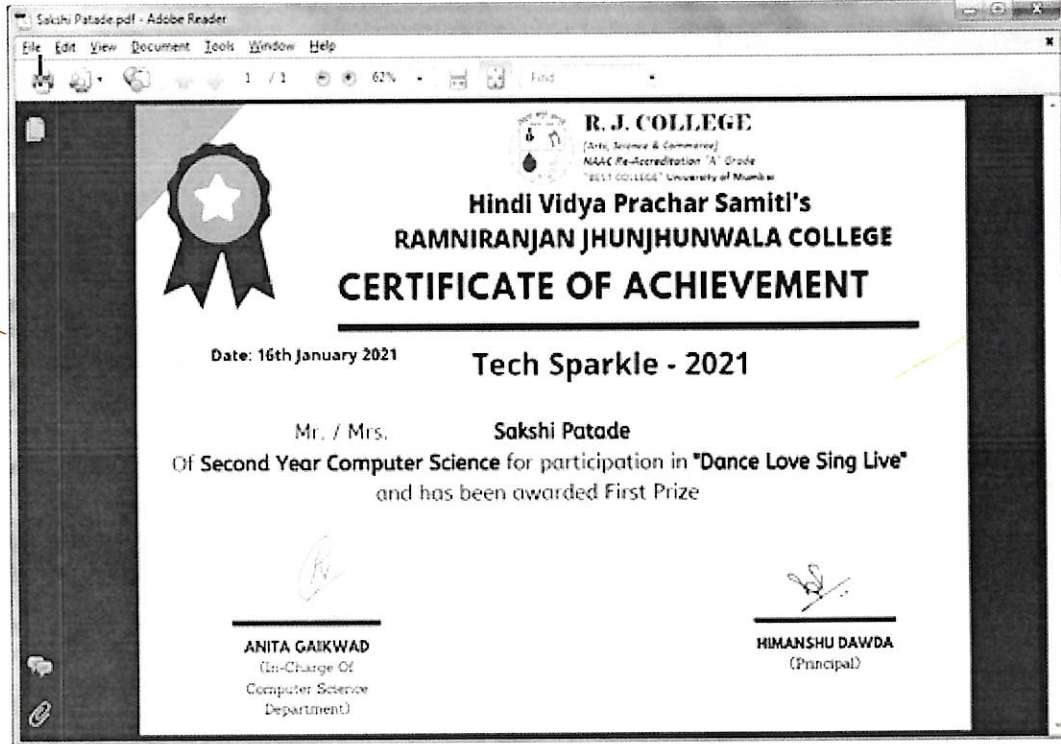 Sakshi Patade.pdf - Adobe Reader
File Edit View Document Tools Window Help
1 / 1 62% Find
R. J. COLLEGE
(Arts, Science & Commerce)
NAAC Re-Accreditation 'A' Grade
"BEST COLLEGE" University of Mumbai
Hindi Vidya Prachar Samiti's
RAMNIRANJAN JHUNJHUNWALA COLLEGE
CERTIFICATE OF ACHIEVEMENT
Date: 16th January 2021
Tech Sparkle - 2021
Mr. / Mrs. Sakshi Patade
Of Second Year Computer Science for participation in "Dance Love Sing Live"
and has been awarded First Prize
ANITA GAIKWAD
(In-Charge Of
Computer Science
Department)
HIMANSHU DAWDA
(Principal)